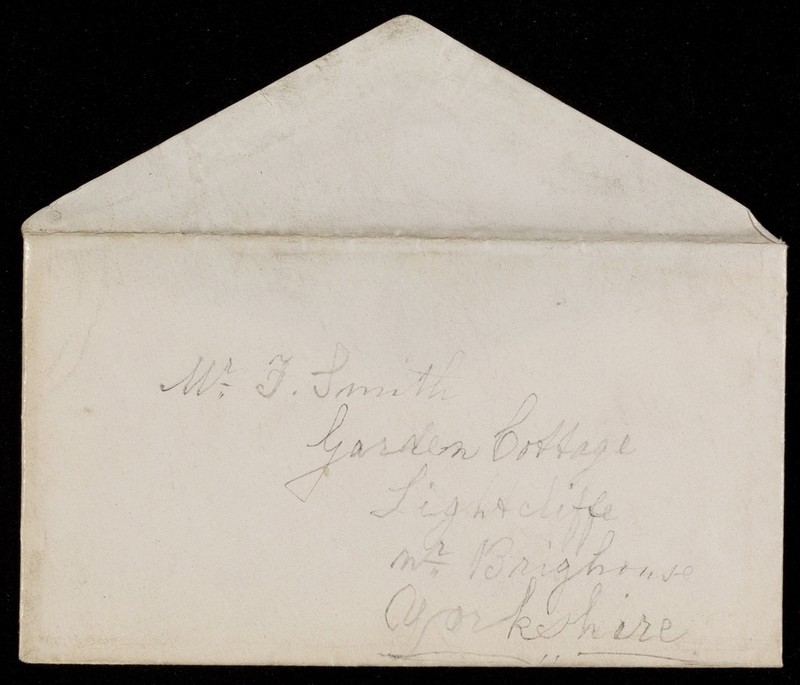 Mr. F. Smith
Garden Cottage
Lightcliffe
nr. Brighouse
Yorkshire